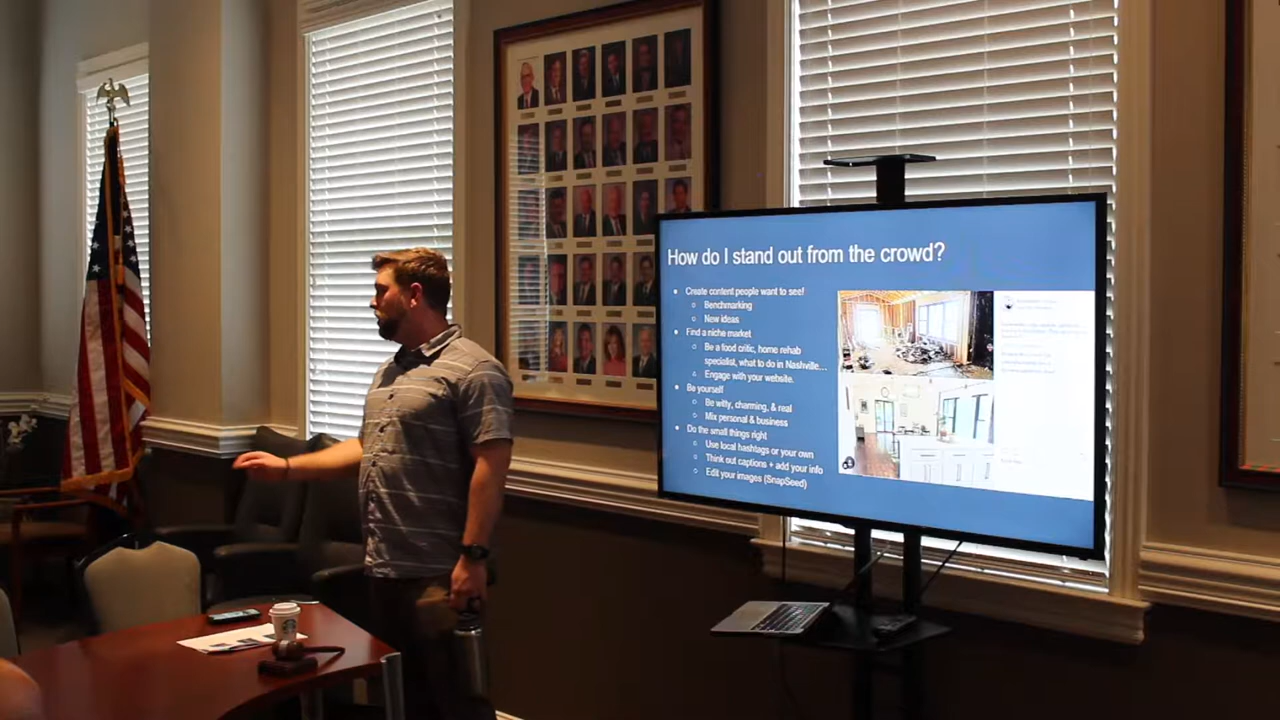 How do I stand out from the crowd?
● Create content people want to see!
○ Benchmarking
○ New ideas
● Find a niche market
○ Be a food critic, home rehab
specialist, what to do in Nashville...
○ Engage with your website.
● Be yourself
○ Be witty, charming, & real
○ Mix personal & business
● Do the small things right
○ Use local hashtags or your own
○ Think out captions + add your info
○ Edit your images (SnapSeed)